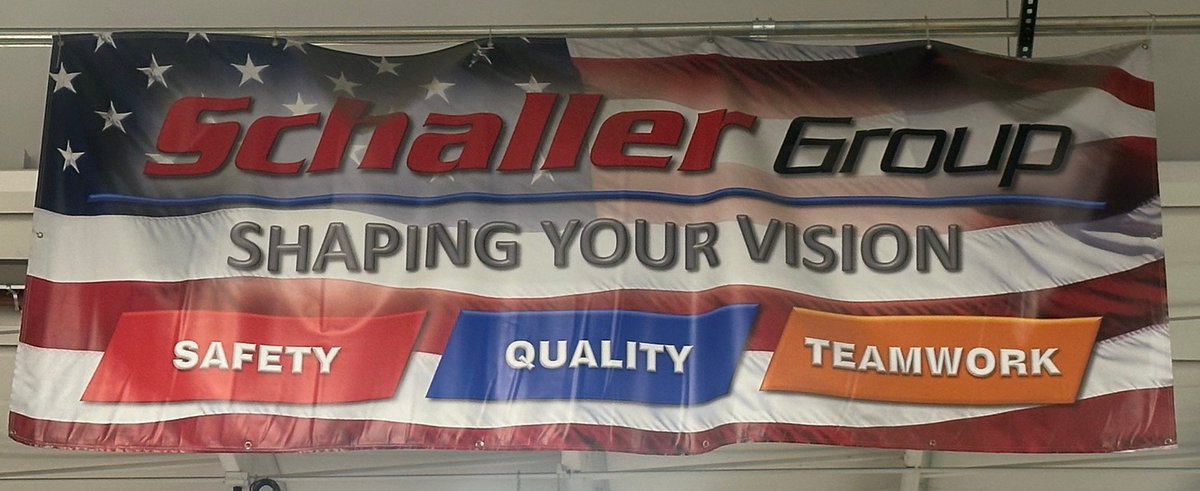 Schaller Group
SHAPING YOUR VISION
SAFETY QUALITY TEAMWORK